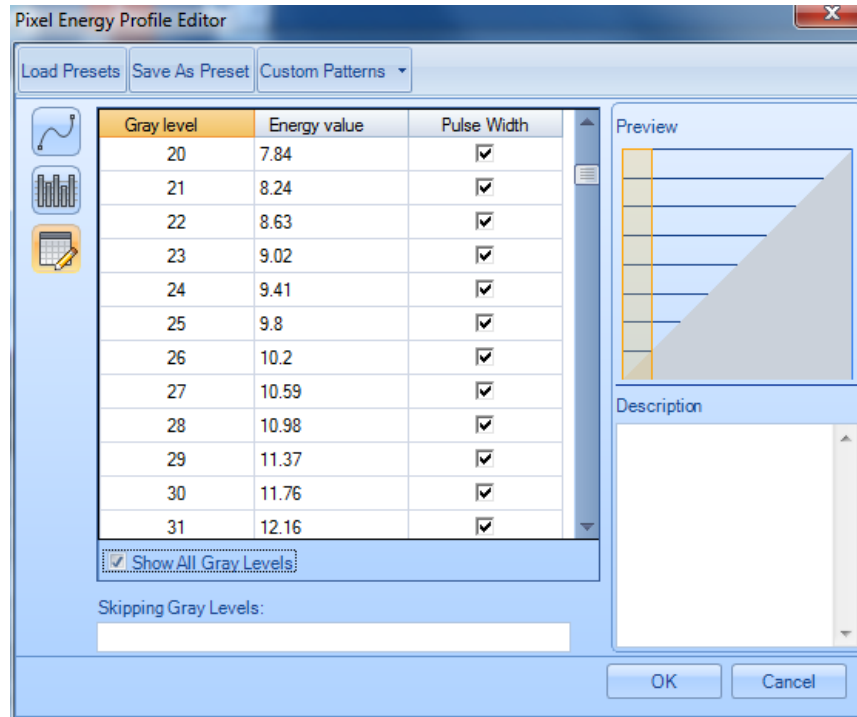 Pixel Energy Profile Editor
Load Presets Save As Preset Custom Patterns
Gray level Energy value Pulse Width
20 7.84
21 8.24
22 8.63
23 9.02
24 9.41
25 9.8
26 10.2
27 10.59
28 10.98
29 11.37
30 11.76
31 12.16
Show All Gray Levels
Skipping Gray Levels:
Preview
Description
OK Cancel